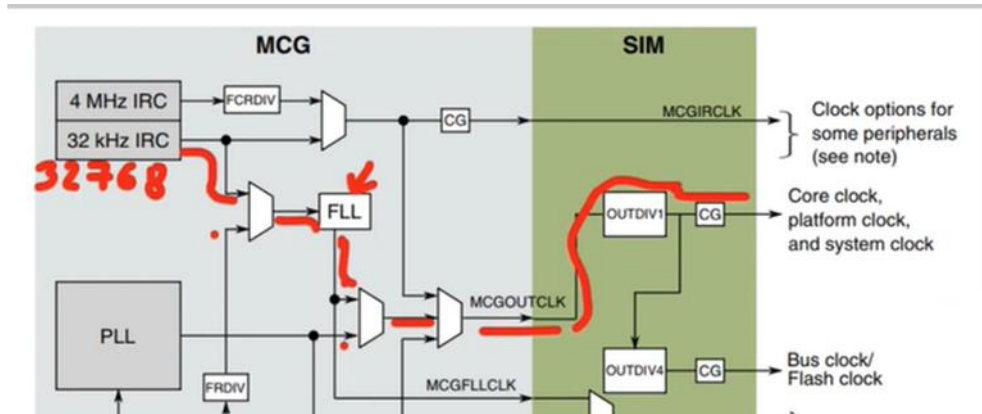 MCG
SIM
4 MHz IRC
FCRDIV
CG
MCGIRCLK
Clock options for
some peripherals
(see note)
32 kHz IRC
32768
FLL
OUTDIV1
CG
Core clock,
platform clock,
and system clock
MCGOUTCLK
PLL
OUTDIV4
CG
Bus clock/
Flash clock
FRDIV
MCGFLLCLK